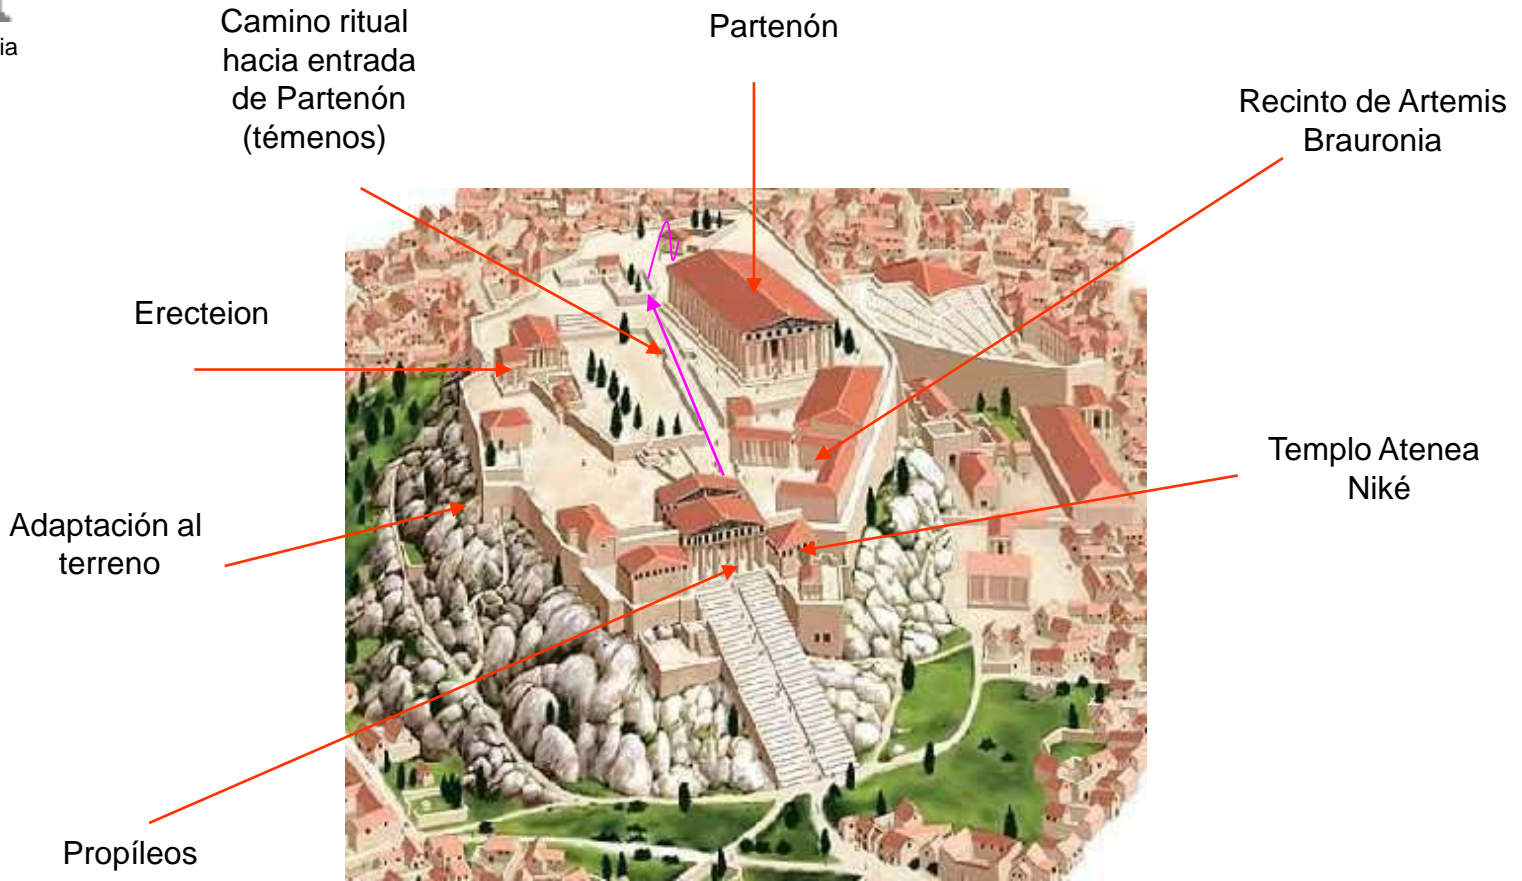 ia
Camino ritual
hacia entrada
de Partenón
(témenos)
Partenón
Recinto de Artemis
Brauronia
Erecteion
Templo Atenea
Niké
Adaptación al
terreno
Propíleos